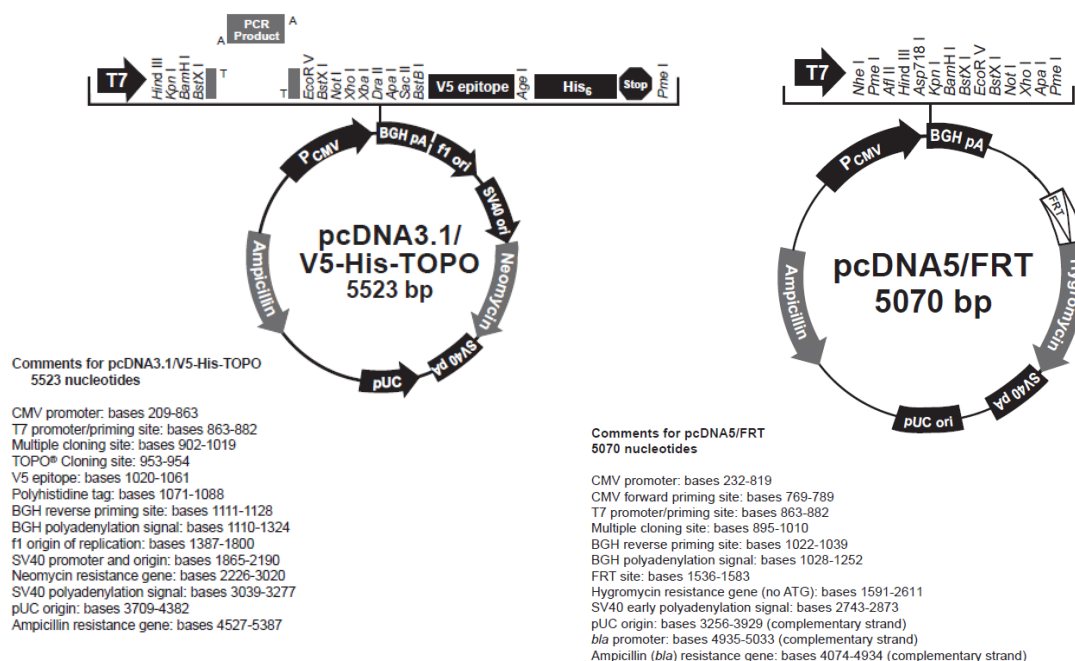 PCR
Product
A
A
T
T
T7
Hind III
Kpn I
BamH I
BstX I
EcoR V
BstX I
Not I
Xho I
Xba I
Dra II
Apa I
Sac II
BstB I
V5 epitope
Age I
His6
Stop
Pme I
PCMV
BGH pA
f1 ori
SV40 ori
Neomycin
SV40 pA
pUC
Ampicillin
pcDNA3.1/
V5-His-TOPO
5523 bp
Comments for pcDNA3.1/V5-His-TOPO
5523 nucleotides
CMV promoter: bases 209-863
T7 promoter/priming site: bases 863-882
Multiple cloning site: bases 902-1019
TOPO® Cloning site: 953-954
V5 epitope: bases 1020-1061
Polyhistidine tag: bases 1071-1088
BGH reverse priming site: bases 1111-1128
BGH polyadenylation signal: bases 1110-1324
f1 origin of replication: bases 1387-1800
SV40 promoter and origin: bases 1865-2190
Neomycin resistance gene: bases 2226-3020
SV40 polyadenylation signal: bases 3039-3277
pUC origin: bases 3709-4382
Ampicillin resistance gene: bases 4527-5387
T7
Nhe I
Pme I
Afl II
Hind III
Asp718 I
Kpn I
BamH I
BstX I
EcoR V
BstX I
Not I
Xho I
Apa I
Pme I
PCMV
BGH pA
FRT
Hygromycin
SV40 pA
pUC ori
Ampicillin
pcDNA5/FRT
5070 bp
Comments for pcDNA5/FRT
5070 nucleotides
CMV promoter: bases 232-819
CMV forward priming site: bases 769-789
T7 promoter/priming site: bases 863-882
Multiple cloning site: bases 895-1010
BGH reverse priming site: bases 1022-1039
BGH polyadenylation signal: bases 1028-1252
FRT site: bases 1536-1583
Hygromycin resistance gene (no ATG): bases 1591-2611
SV40 early polyadenylation signal: bases 2743-2873
pUC origin: bases 3256-3929 (complementary strand)
bla promoter: bases 4935-5033 (complementary strand)
Ampicillin (bla) resistance gene: bases 4074-4934 (complementary strand)